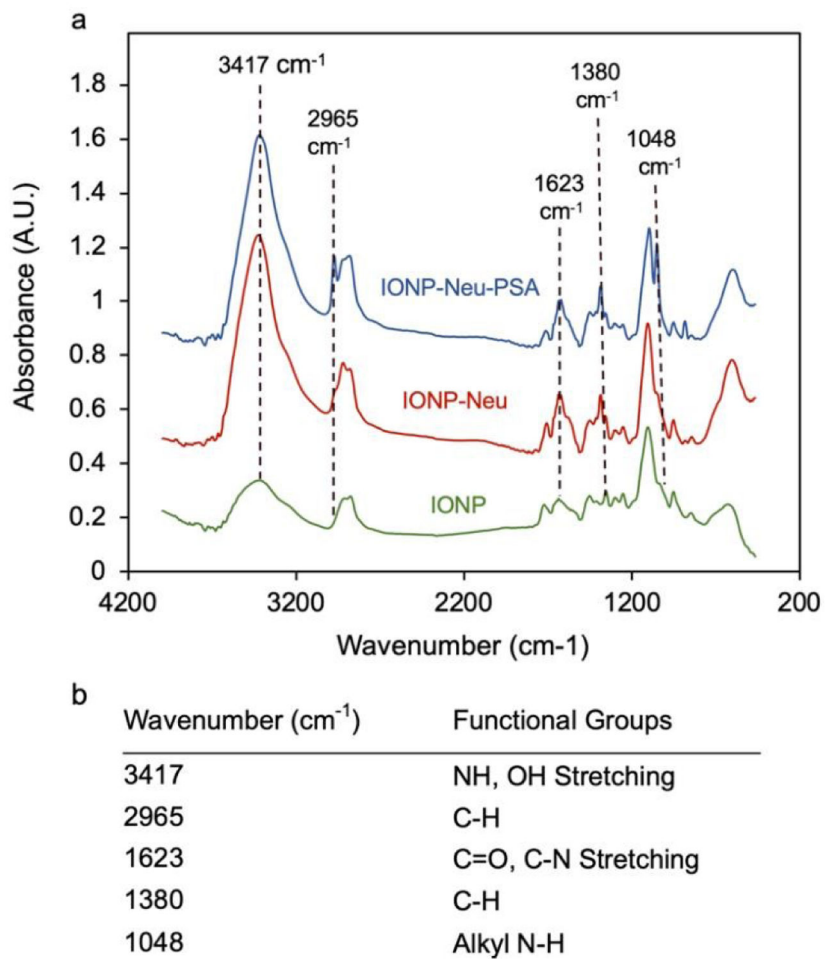 a
3417 cm⁻¹
2965
cm⁻¹
1380
cm⁻¹
1048
cm⁻¹
1623
cm⁻¹
1.8
1.6
1.4
1.2
1
0.8
0.6
0.4
0.2
0
Absorbance (A.U.)
IONP-Neu-PSA
IONP-Neu
IONP
4200 3200 2200 1200 200
Wavenumber (cm-1)
b
Wavenumber (cm⁻¹) Functional Groups
3417 NH, OH Stretching
2965 C-H
1623 C=O, C-N Stretching
1380 C-H
1048 Alkyl N-H